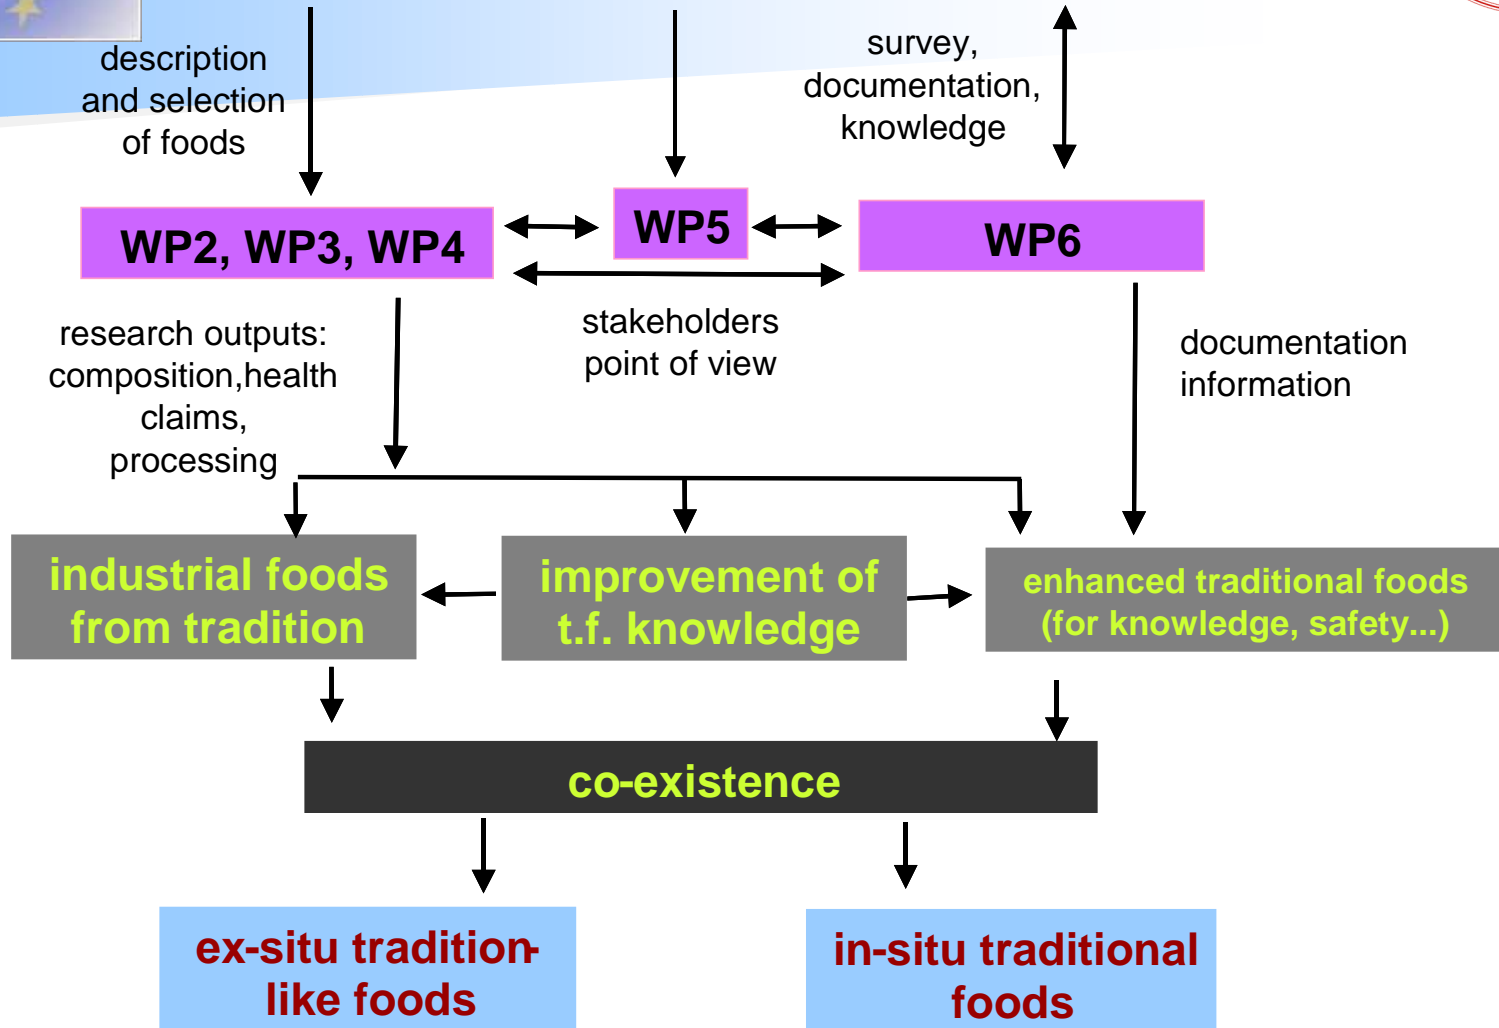 description
and selection
of foods
survey,
documentation,
knowledge
WP2, WP3, WP4
WP5
WP6
research outputs:
composition,health
claims,
processing
stakeholders
point of view
documentation
information
industrial foods
from tradition
improvement of
t.f. knowledge
enhanced traditional foods
(for knowledge, safety...)
co-existence
ex-situ tradition-
like foods
in-situ traditional
foods